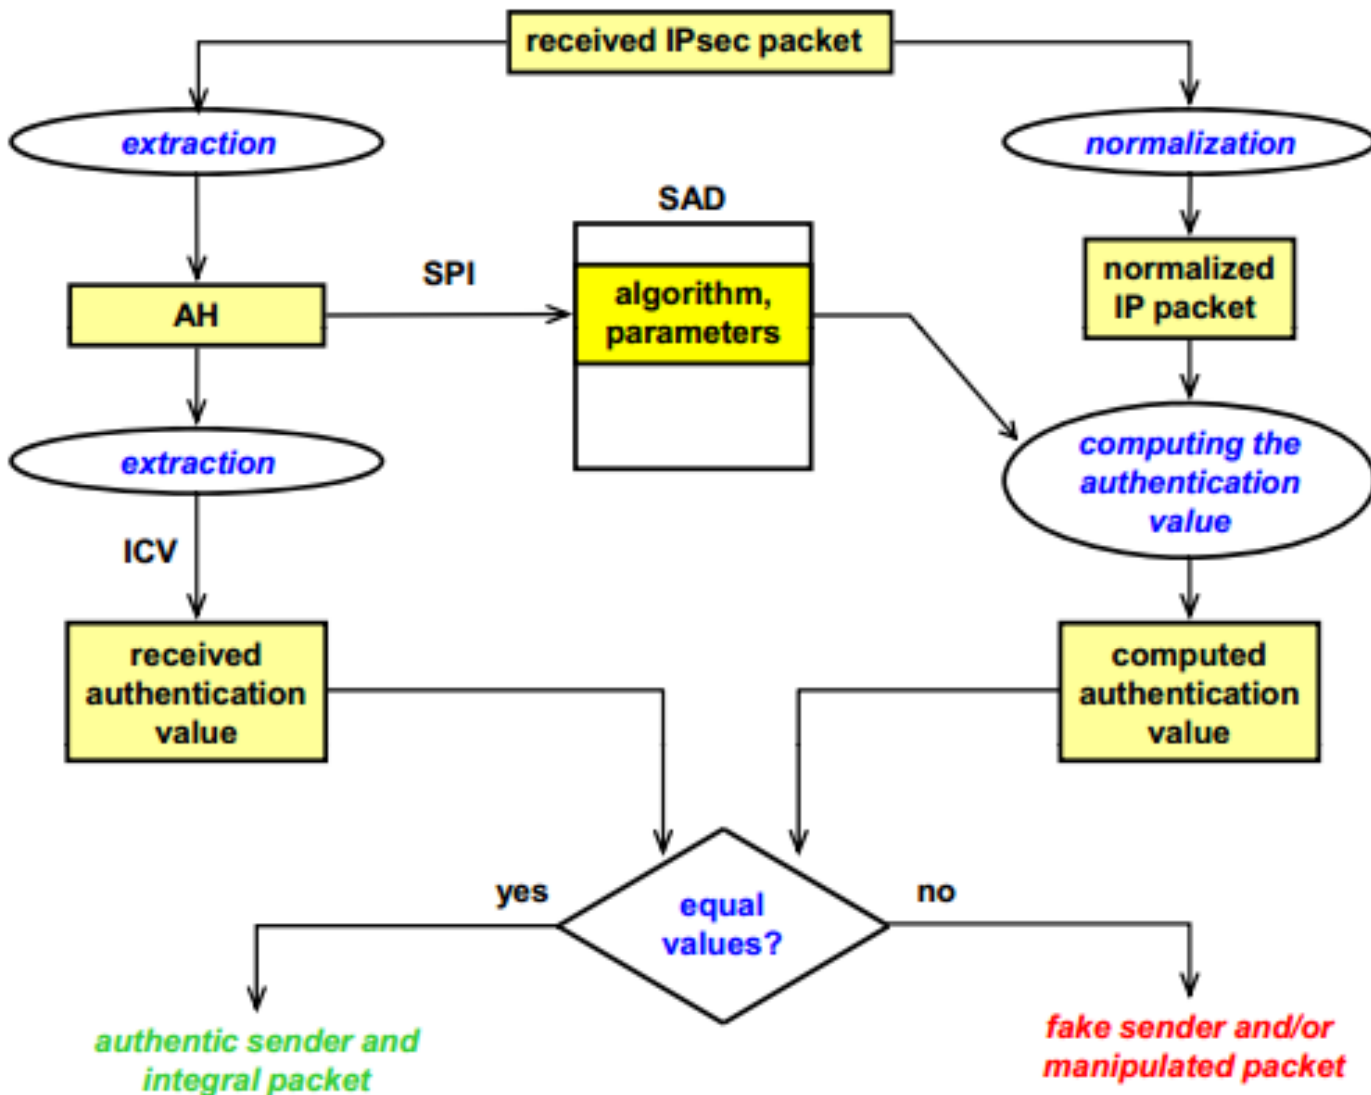 received IPsec packet
extraction
normalization
SAD
SPI
AH
algorithm,
parameters
normalized
IP packet
extraction
computing the
authentication
value
ICV
received
authentication
value
computed
authentication
value
yes
no
equal
values?
authentic sender and
integral packet
fake sender and/or
manipulated packet